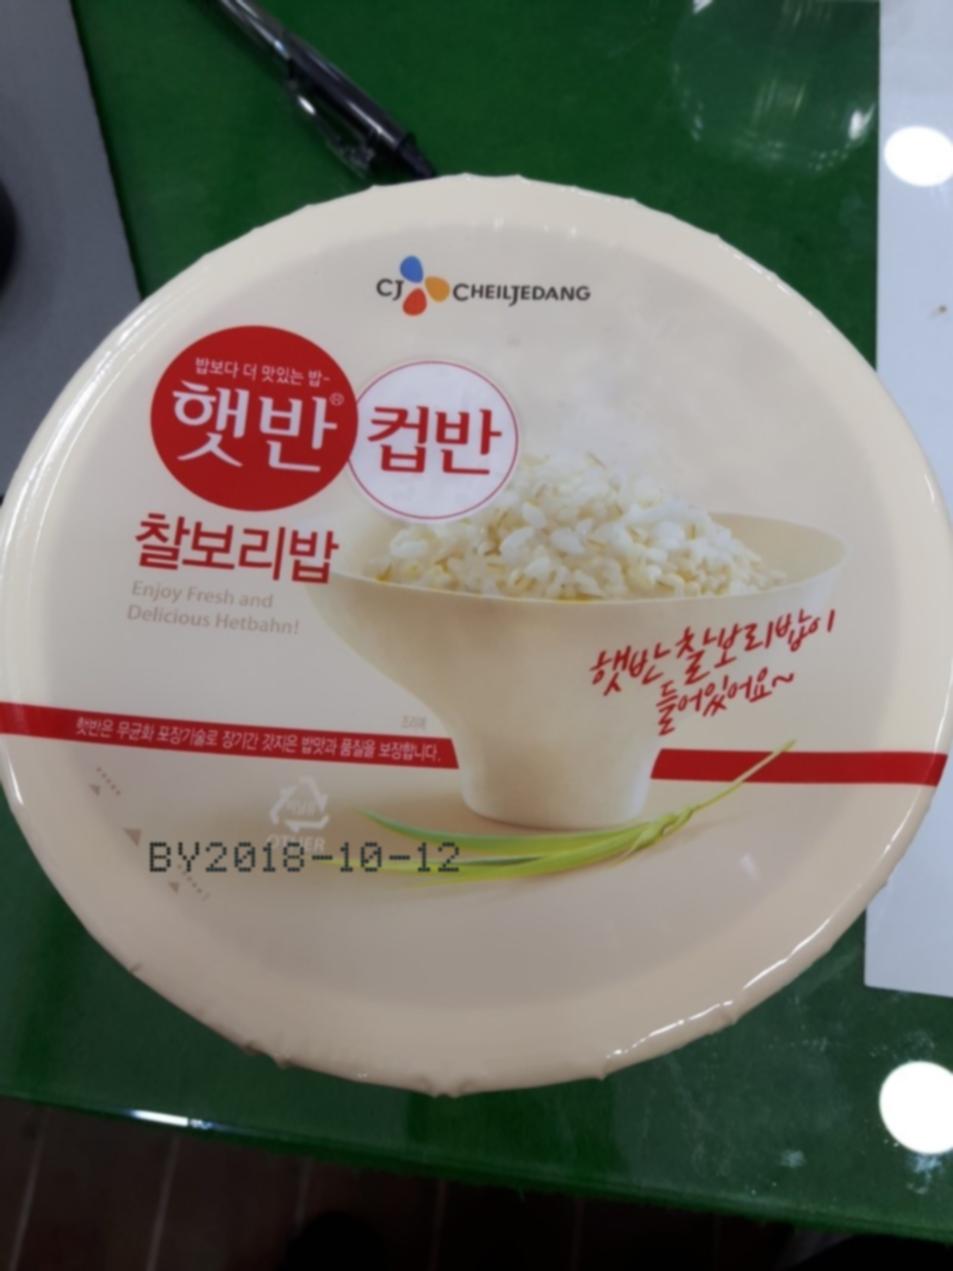 CJ CHEILJEDANG
밥보다 더 맛있는 밥~
햇반®
컵반
찰보리밥
Enjoy Fresh and
Delicious Hetbahn!
햇반 찰보리밥이
들어있어요~
햇반은 무균화 포장기술로 장기간 갓지은 밥맛과 품질을 보장합니다.
OTHER
BY2018-10-12